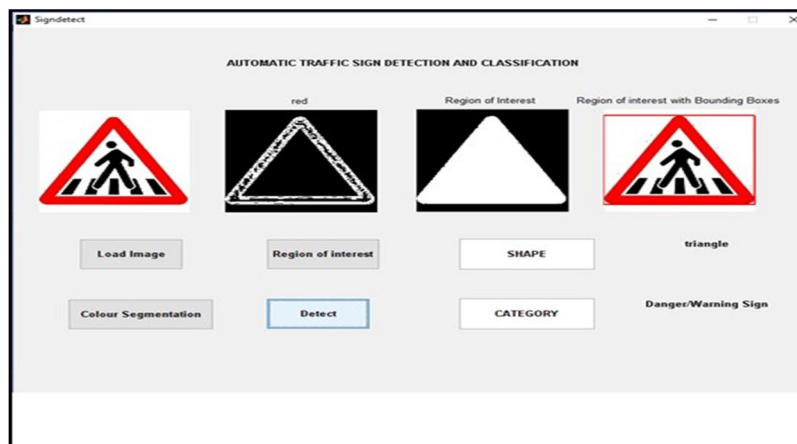 Signdetect
AUTOMATIC TRAFFIC SIGN DETECTION AND CLASSIFICATION
red
Region of Interest
Region of interest with Bounding Boxes
Load Image
Region of interest
SHAPE
triangle
Colour Segmentation
Detect
CATEGORY
Danger/Warning Sign